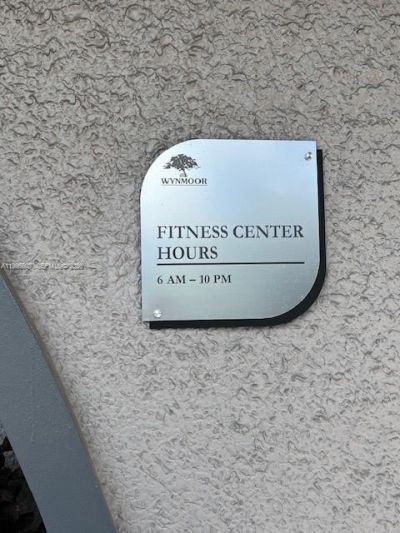 WYNMOOR
FITNESS CENTER
HOURS
6 AM – 10 PM